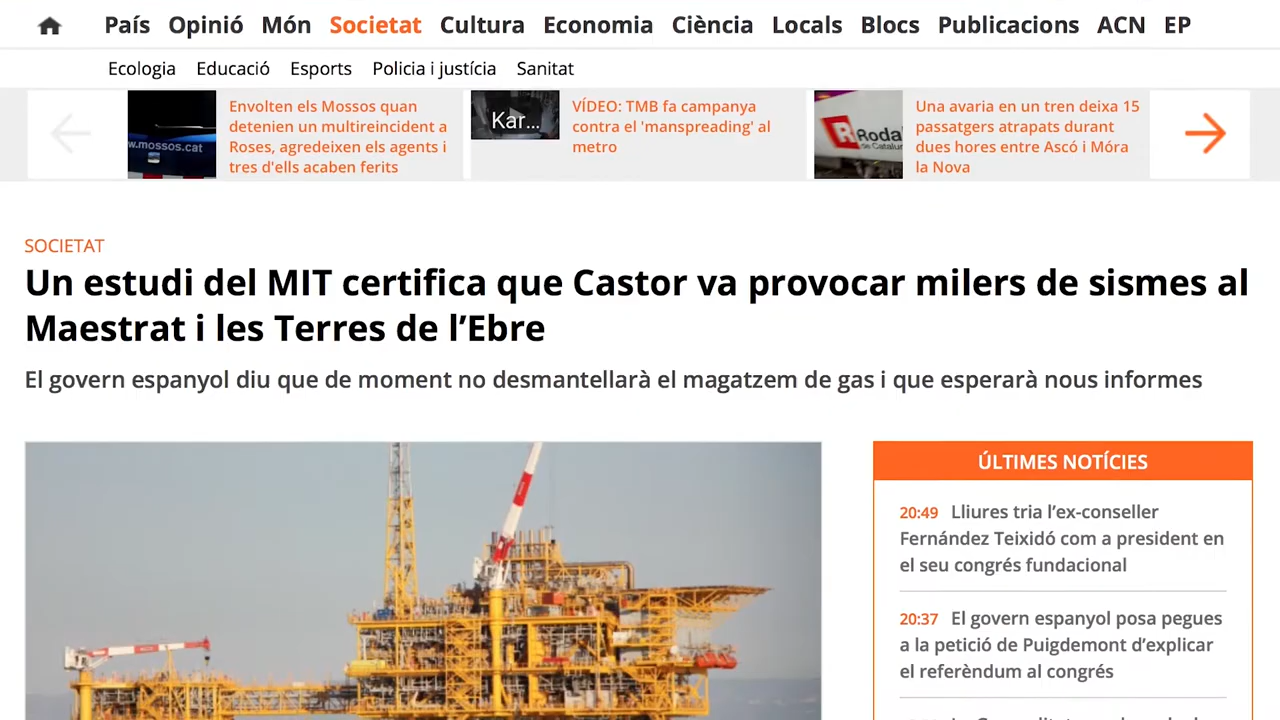 País Opinió Món Societat Cultura Economia Ciència Locals Blocs Publicacions ACN EP
Ecologia Educació Esports Policia i justícia Sanitat
w.mossos.cat
Envolten els Mossos quan
detenien un multireincident a
Roses, agredeixen els agents i
tres d'ells acaben ferits
Kar...
VÍDEO: TMB fa campanya
contra el 'manspreading' al
metro
R Roda
de Catalu
Una avaria en un tren deixa 15
passatgers atrapats durant
dues hores entre Ascó i Móra
la Nova
SOCIETAT
Un estudi del MIT certifica que Castor va provocar milers de sismes al
Maestrat i les Terres de l’Ebre
El govern espanyol diu que de moment no desmantellarà el magatzem de gas i que esperarà nous informes
ÚLTIMES NOTÍCIES
20:49 Lliures tria l’ex-conseller
Fernández Teixidó com a president en
el seu congrés fundacional
20:37 El govern espanyol posa pegues
a la petició de Puigdemont d’explicar
el referèndum al congrés